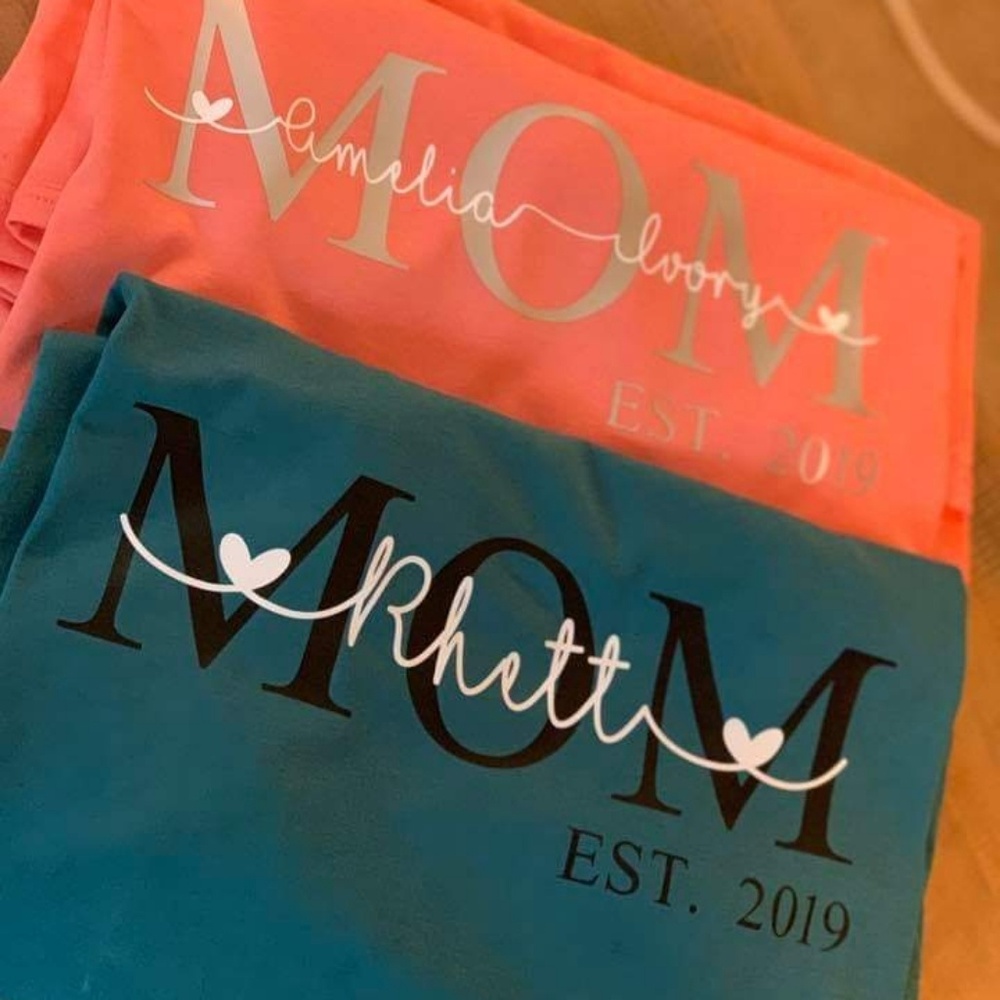 MOM
Amelia Ivory
EST. 2019
MOM
Rhett
EST. 2019